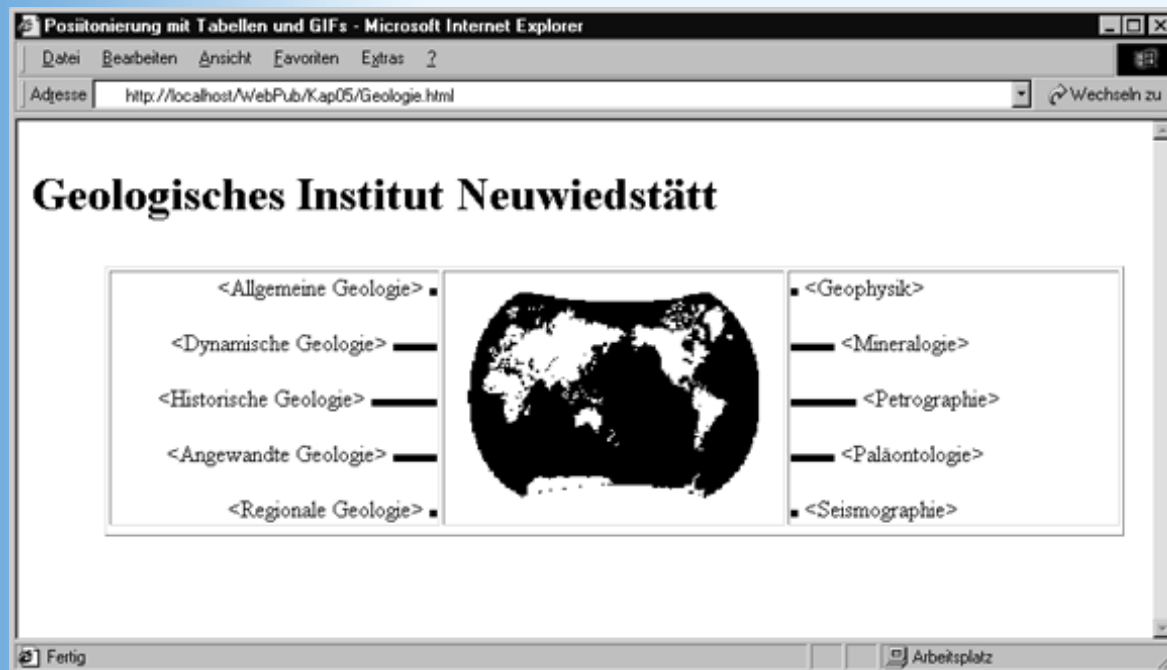 Posiitonierung mit Tabellen und GIFs - Microsoft Internet Explorer
Datei Bearbeiten Ansicht Favoriten Extras ?
Adresse http://localhost/WebPub/Kap05/Geologie.html Wechseln zu
Geologisches Institut Neuwiedstätt
<Allgemeine Geologie>
<Dynamische Geologie>
<Historische Geologie>
<Angewandte Geologie>
<Regionale Geologie>
<Geophysik>
<Mineralogie>
<Petrographie>
<Paläontologie>
<Seismographie>
Fertig Arbeitsplatz